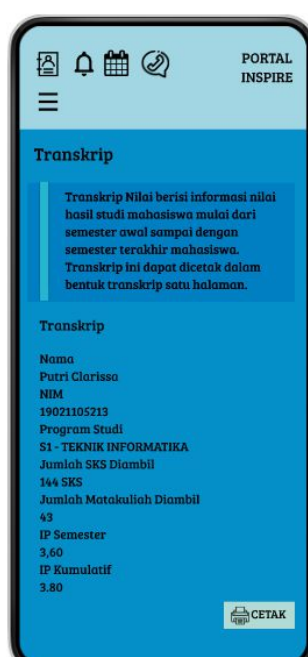 PORTAL
INSPIRE
Transkrip
Transkrip Nilai berisi informasi nilai
hasil studi mahasiswa mulai dari
semester awal sampai dengan
semester terakhir mahasiswa.
Transkrip ini dapat dicetak dalam
bentuk transkrip satu halaman.
Transkrip
Nama
Putri Clarissa
NIM
19021105213
Program Studi
S1 - TEKNIK INFORMATIKA
Jumlah SKS Diambil
144 SKS
Jumlah Matakuliah Diambil
43
IP Semester
3,60
IP Kumulatif
3.80
CETAK